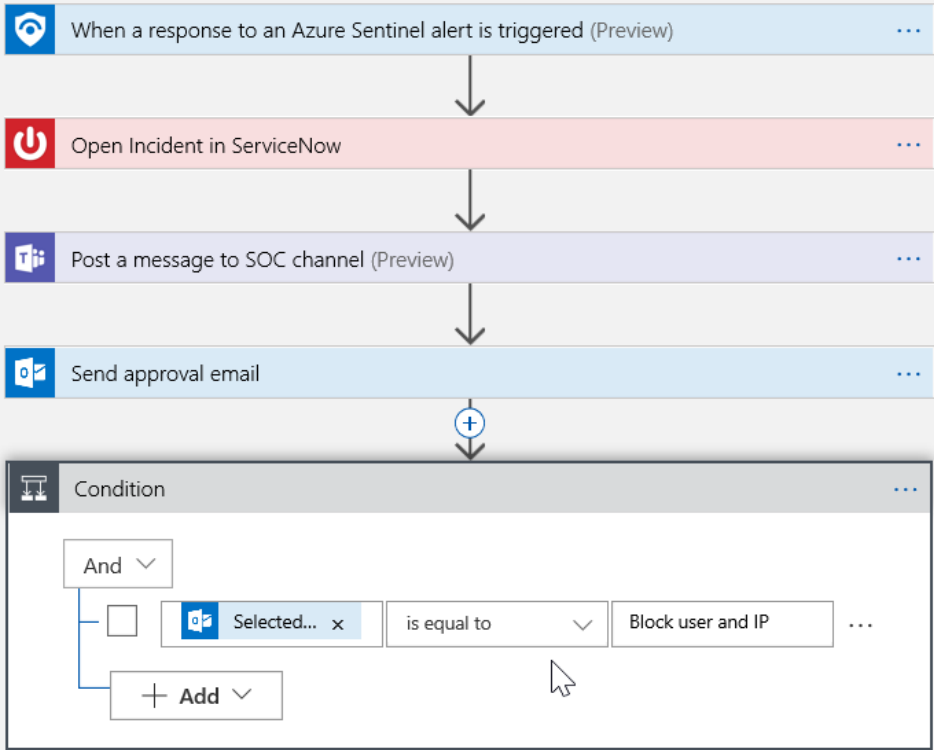 When a response to an Azure Sentinel alert is triggered (Preview)
Open Incident in ServiceNow
Post a message to SOC channel (Preview)
Send approval email
Condition
And
Selected... x is equal to Block user and IP
Add